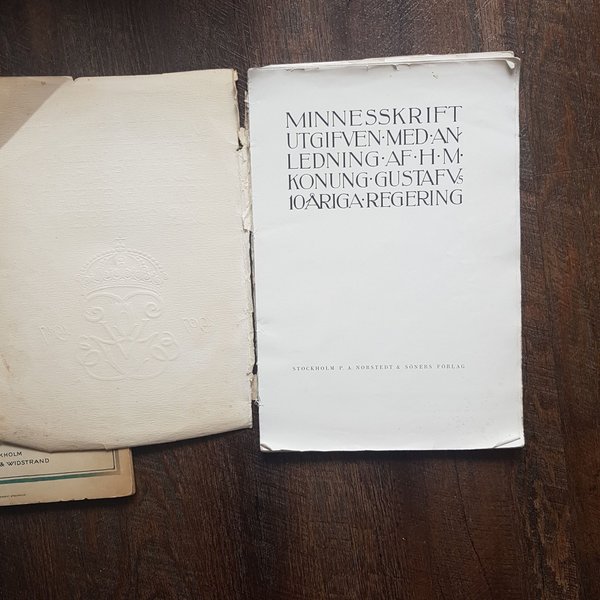 MINNESSKRIFT
UTGIFVEN·MED·AN-
LEDNING·AF·H·M·
KONUNG·GUSTAF V:s
10-ÅRIGA·REGERING
STOCKHOLM P. A. NORSTEDT & SÖNERS FÖRLAG
KHOLM
& WIDSTRAND